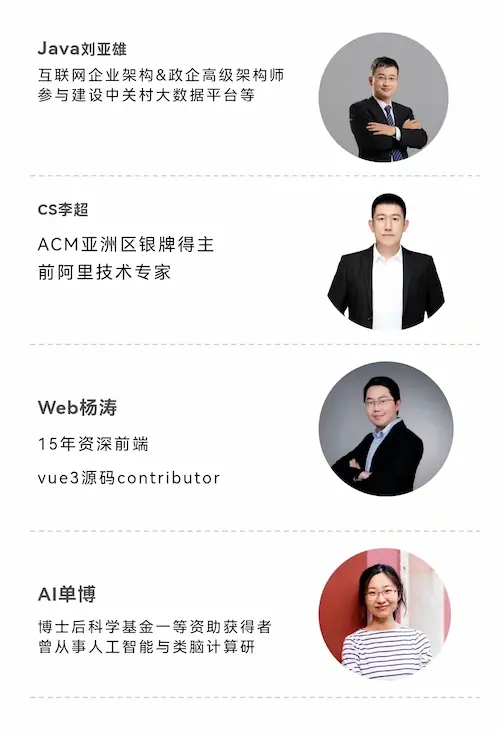 Java刘亚雄
互联网企业架构&政企高级架构师
参与建设中关村大数据平台等
CS李超
ACM亚洲区银牌得主
前阿里技术专家
Web杨涛
15年资深前端
vue3源码contributor
AI单博
博士后科学基金一等资助获得者
曾从事人工智能与类脑计算研